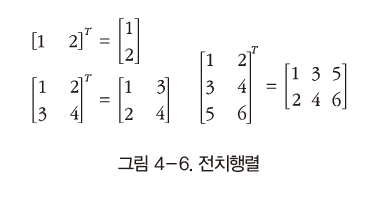 [1 2]^T = [1
2]
[1 2
3 4]^T = [1 3
2 4]
[1 2
3 4
5 6]^T = [1 3 5
2 4 6]
그림 4-6. 전치행렬